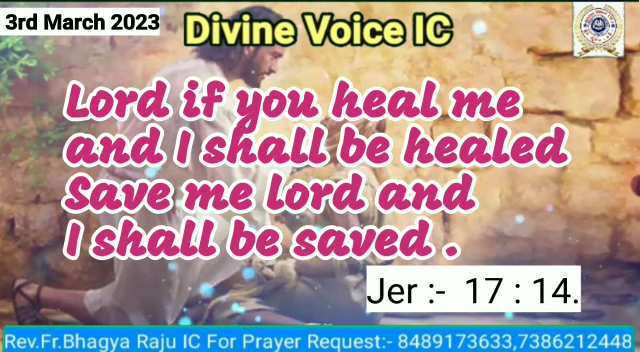 3rd March 2023
Divine Voice IC
Lord if you heal me
and I shall be healed
Save me lord and
I shall be saved .
Jer :- 17 : 14.
Rev.Fr.Bhagya Raju IC For Prayer Request:- 8489173633,7386212448